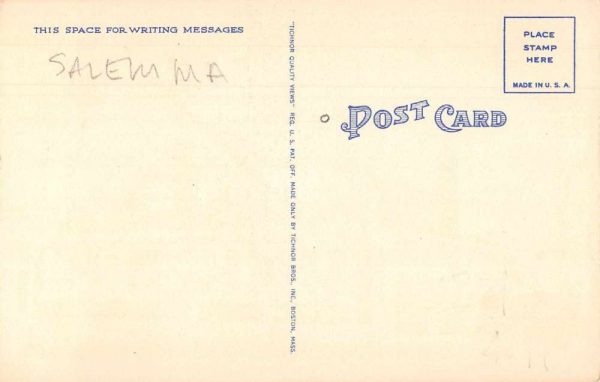 THIS SPACE FOR WRITING MESSAGES
SALEM MA
"TICHNOR QUALITY VIEWS" REG. U. S. PAT. OFF. MADE ONLY BY TICHNOR BROS., INC., BOSTON, MASS.
PLACE
STAMP
HERE
MADE IN U. S. A.
POST CARD